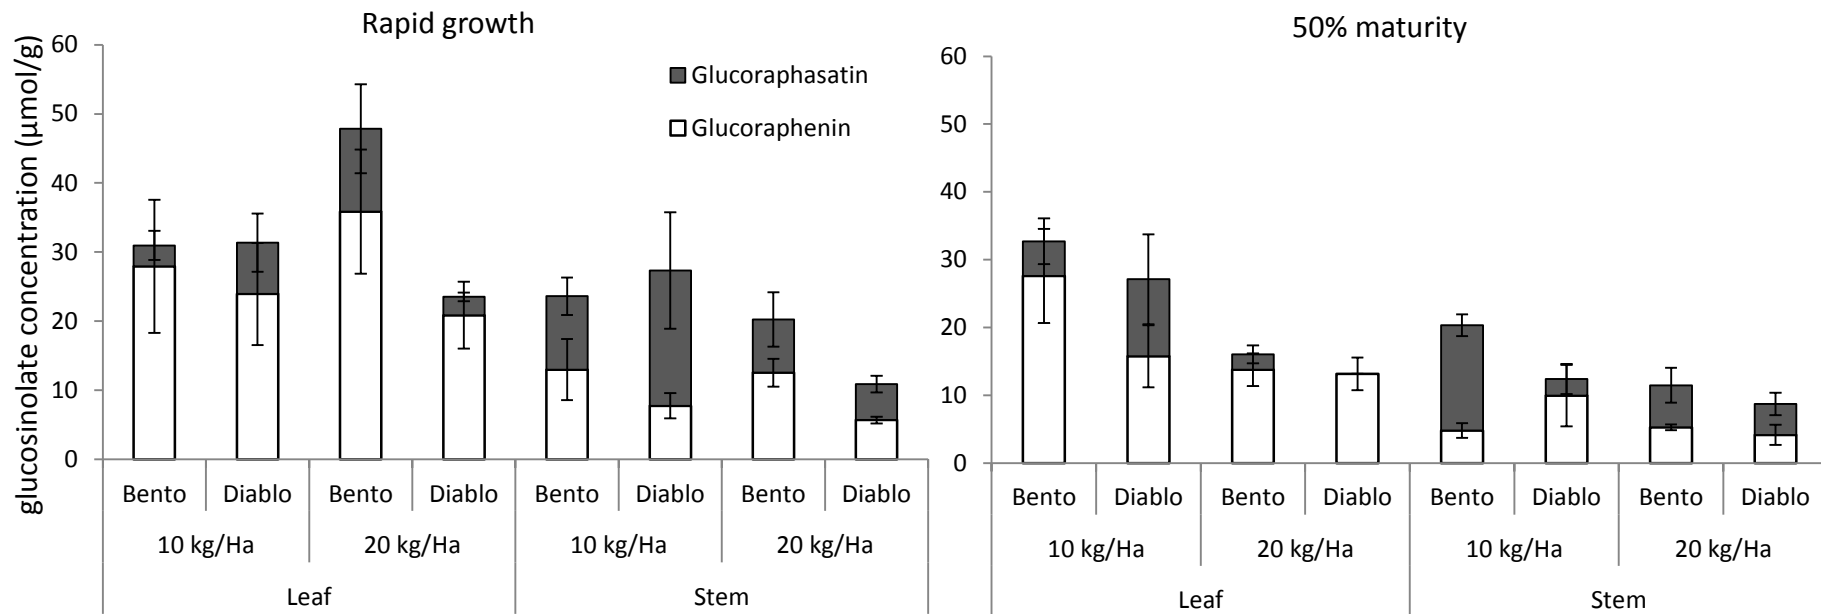 Rapid growth
glucosinolate concentration (μmol/g)
60
50
40
30
20
10
0
Glucoraphasatin
Glucoraphenin
Bento Diablo Bento Diablo Bento Diablo Bento Diablo
10 kg/Ha 20 kg/Ha 10 kg/Ha 20 kg/Ha
Leaf Stem
50% maturity
60
50
40
30
20
10
0
Bento Diablo Bento Diablo Bento Diablo Bento Diablo
10 kg/Ha 20 kg/Ha 10 kg/Ha 20 kg/Ha
Leaf Stem